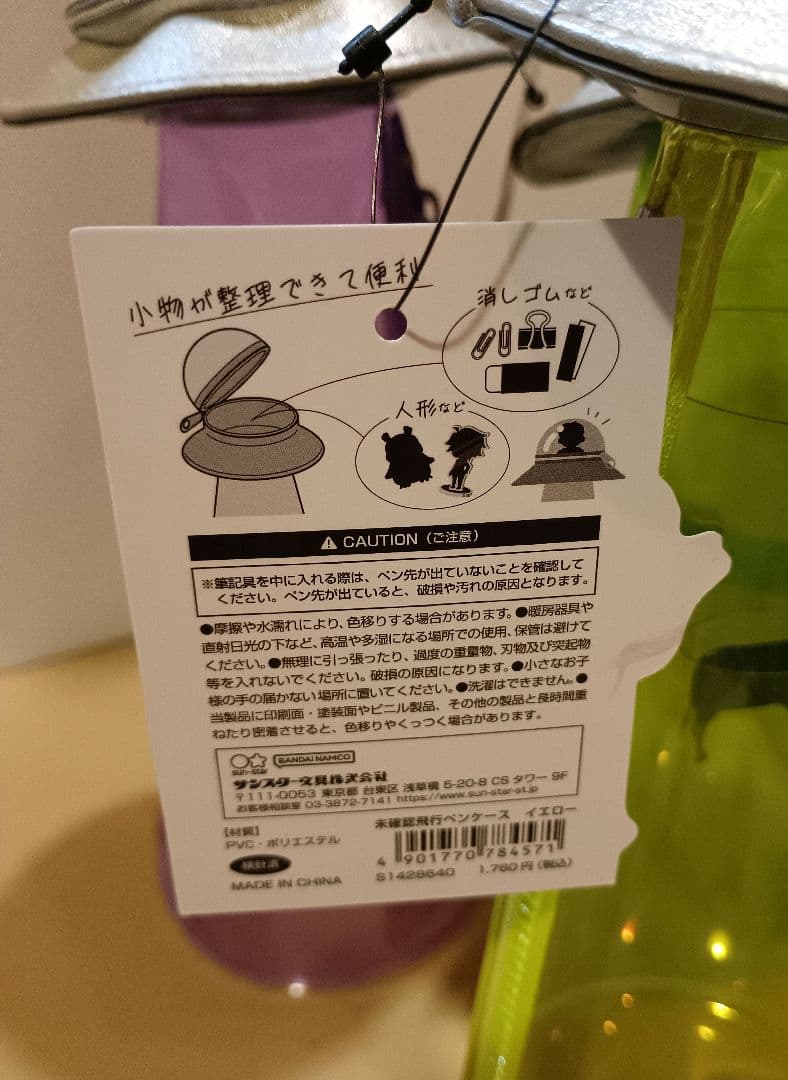 小物が整理できて便利
消しゴムなど
人形など
⚠ CAUTION（ご注意）
※筆記具を中に入れる際は、ペン先が出ていないことを確認して
ください。ペン先が出ていると、破損や汚れの原因となります。
●摩擦や水濡れにより、色移りする場合があります。●暖房器具や
直射日光の下など、高温や多湿になる場所での使用、保管は避けて
ください。●無理に引っ張ったり、過度の重量物、刃物及び突起物
等を入れないでください。破損の原因になります。●小さなお子
様の手の届かない場所に置いてください。●洗濯はできません。●
当製品に印刷面・塗装面やビニル製品、その他の製品と長時間重
ねたり密着させると、色移りやくっつく場合があります。
sun-star BANDAI NAMCO
サンスター文具株式会社
〒111-0053 東京都 台東区 浅草橋 5-20-8 CS タワー 9F
お客様相談室 03-3872-7141 https://www.sun-star-st.jp
【材質】
PVC・ポリエステル
検針済
MADE IN CHINA
未確認飛行ペンケース イエロー
4 901770 784571
S1428640 1,760円(税込)